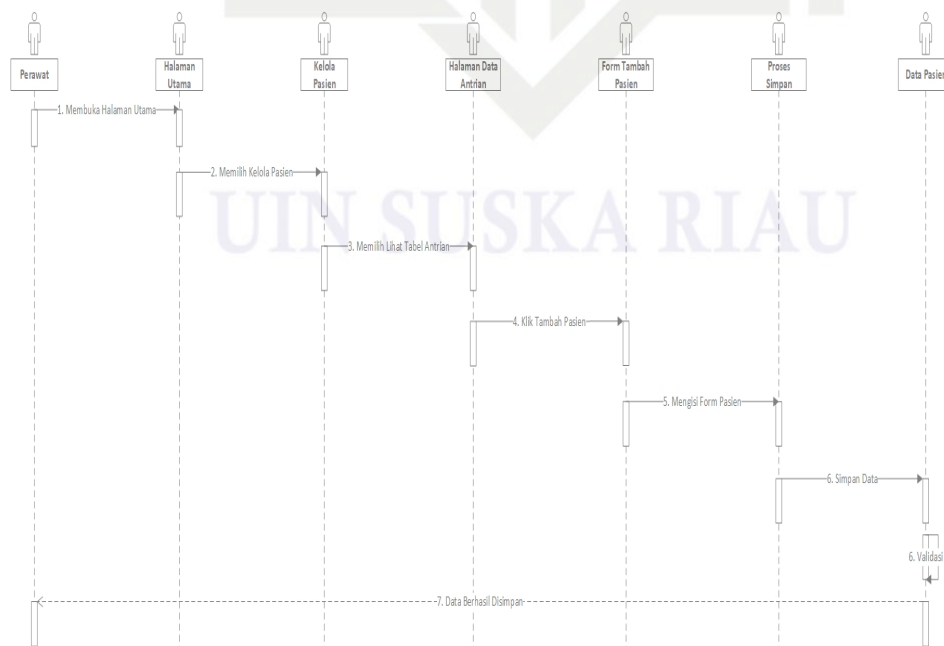 Perawat
Halaman
Utama
Kelola
Pasien
Halaman Data
Antrian
Form Tambah
Pasien
Proses
Simpan
Data Pasien
1. Membuka Halaman Utama
2. Memilih Kelola Pasien
UIN SUSKA RIAU
3. Memilih Lihat Tabel Antrian
4. Klik Tambah Pasien
5. Mengisi Form Pasien
6. Simpan Data
6. Validasi
7. Data Berhasil Disimpan